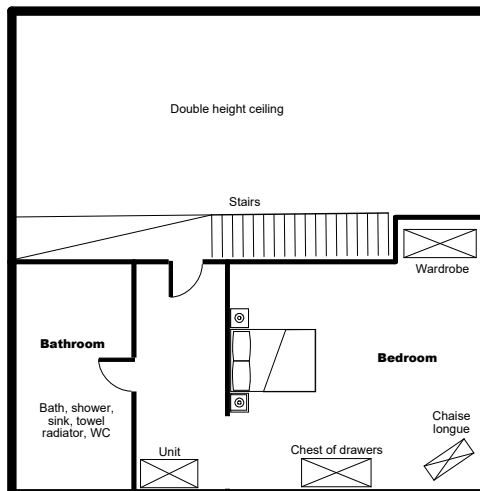 Double height ceiling
Stairs
Wardrobe
Bathroom
Bedroom
Bath, shower,
sink, towel
radiator, WC
Chaise
longue
Unit
Chest of drawers